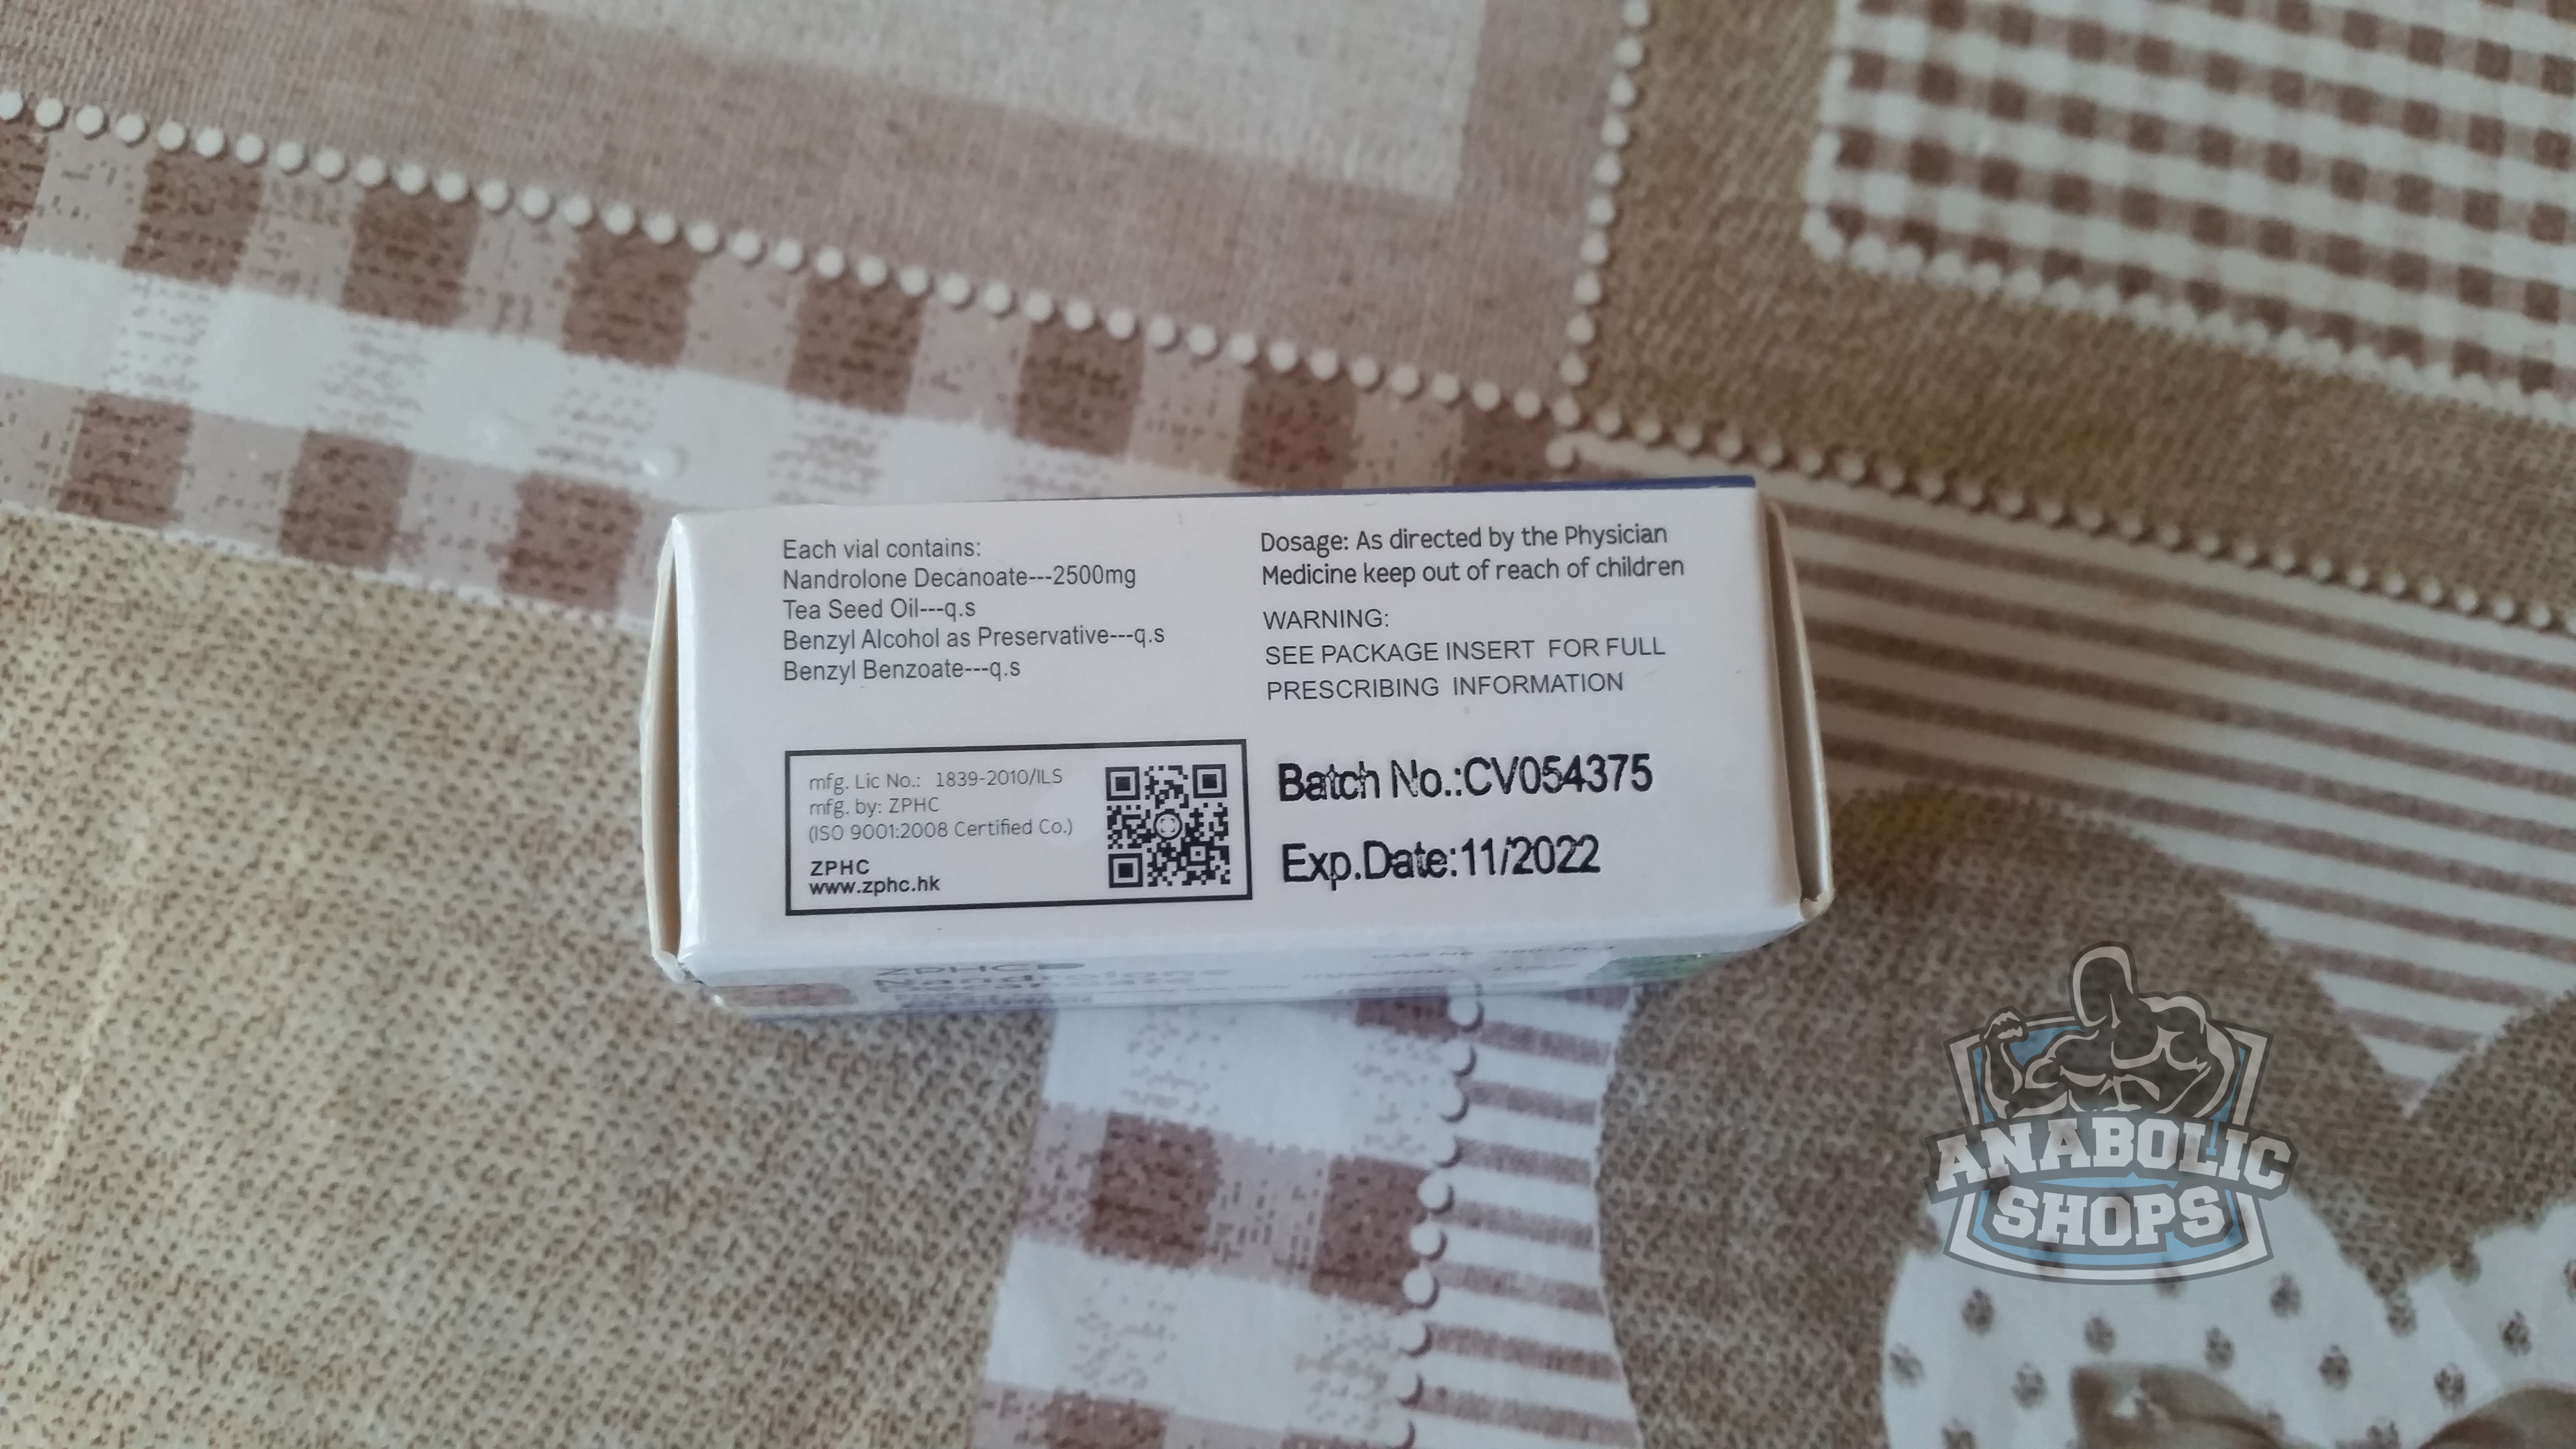 Each vial contains:
Nandrolone Decanoate---2500mg
Tea Seed Oil---q.s
Benzyl Alcohol as Preservative---q.s
Benzyl Benzoate---q.s
Dosage: As directed by the Physician
Medicine keep out of reach of children
WARNING:
SEE PACKAGE INSERT FOR FULL
PRESCRIBING INFORMATION
mfg. Lic No.: 1839-2010/ILS
mfg. by: ZPHC
(ISO 9001:2008 Certified Co.)
ZPHC
www.zphc.hk
Batch No.:CV054375
Exp.Date:11/2022
ZPHC
Nandrolone
ANABOLIC
SHOPS